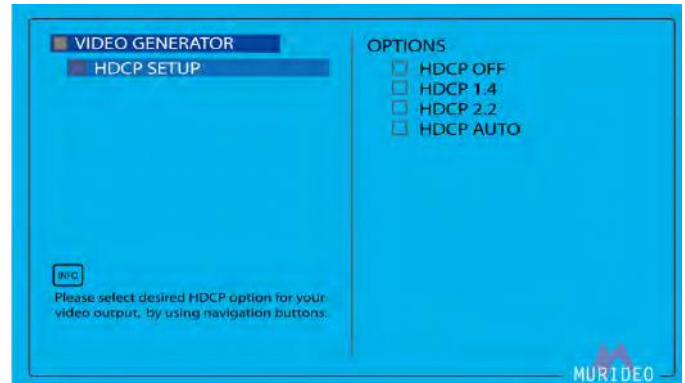 VIDEO GENERATOR
HDCP SETUP
INFO
Please select desired HDCP option for your
video output, by using navigation buttons.
OPTIONS
HDCP OFF
HDCP 1.4
HDCP 2.2
HDCP AUTO
MURIDEO